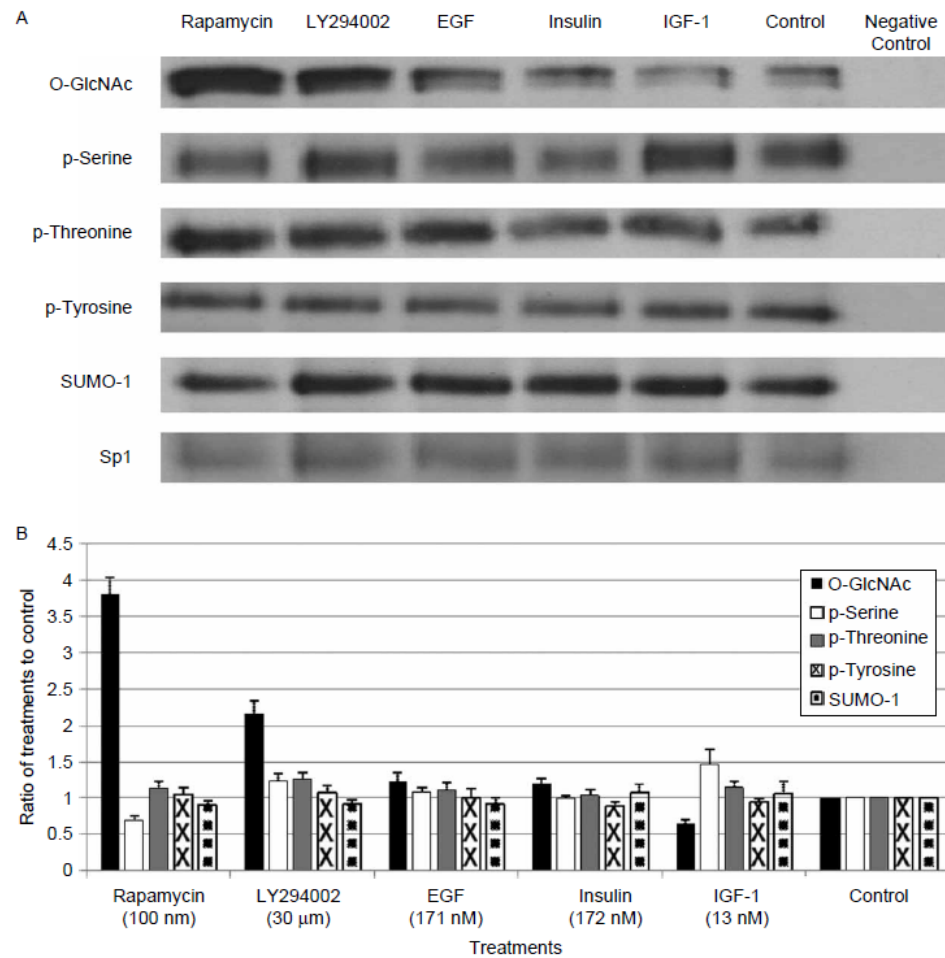 A
Rapamycin LY294002 EGF Insulin IGF-1 Control Negative
Control
O-GlcNAc
p-Serine
p-Threonine
p-Tyrosine
SUMO-1
Sp1
B
Ratio of treatments to control
4.5
4
3.5
3
2.5
2
1.5
1
0.5
0
O-GlcNAc
p-Serine
p-Threonine
p-Tyrosine
SUMO-1
Rapamycin LY294002 EGF Insulin IGF-1 Control
(100 nm) (30 μm) (171 nM) (172 nM) (13 nM)
Treatments